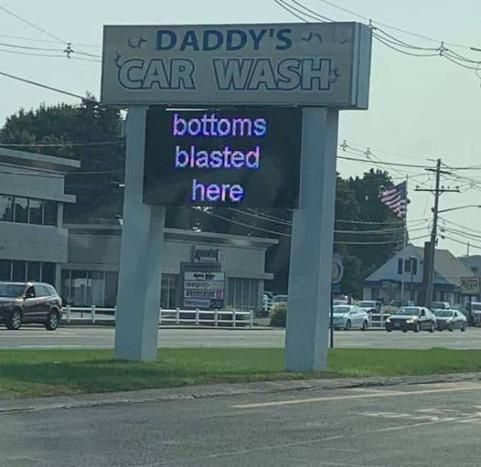 DADDY'S
CAR WASH
bottoms
blasted
here